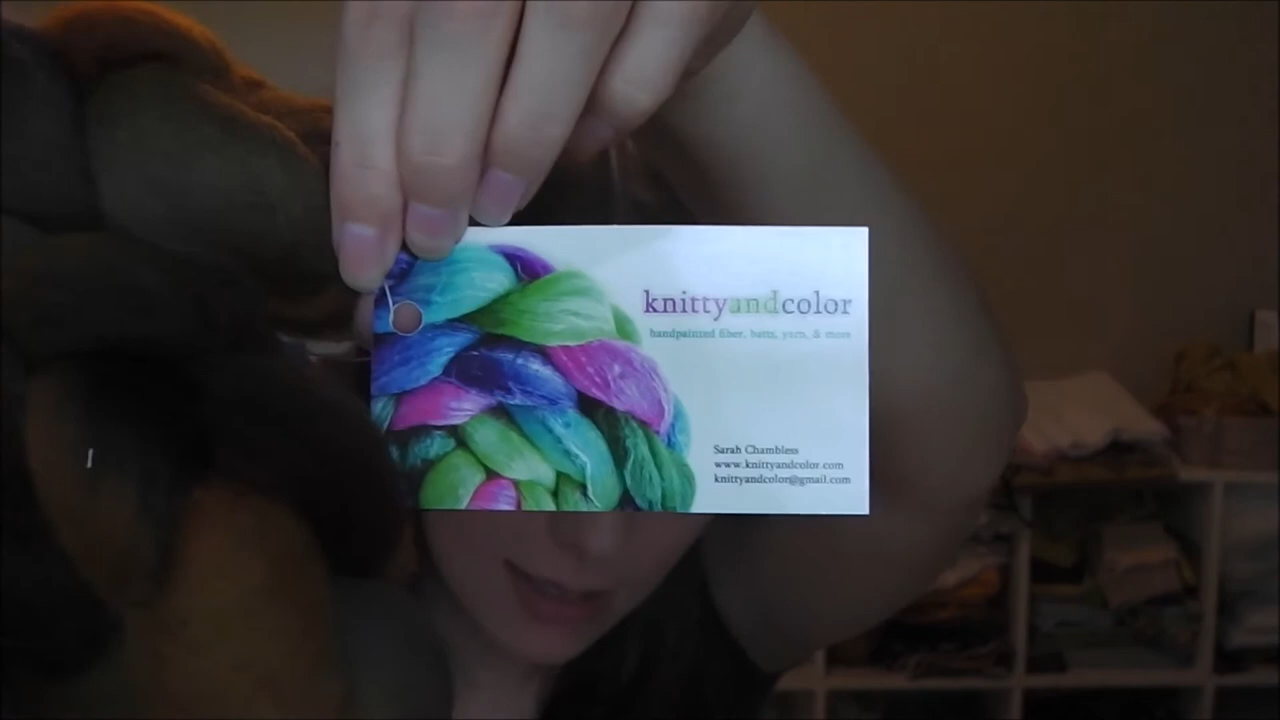 knittyandcolor
handpainted fiber, batts, yarn, & more
Sarah Chambless
www.knittyandcolor.com
knittyandcolor@gmail.com